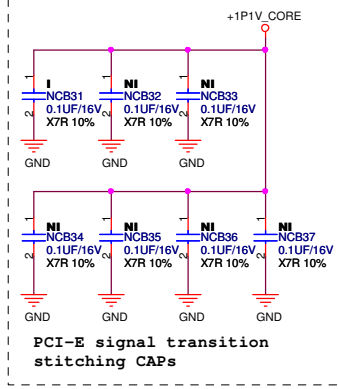 +1P1V_CORE
1 I 1 NI 1 NI
NCB31 NCB32 NCB33
2 0.1UF/16V 2 0.1UF/16V 2 0.1UF/16V
X7R 10% X7R 10% X7R 10%
GND GND GND
1 NI 1 NI 1 NI 1 NI
NCB34 NCB35 NCB36 NCB37
2 0.1UF/16V 2 0.1UF/16V 2 0.1UF/16V 2 0.1UF/16V
X7R 10% X7R 10% X7R 10% X7R 10%
GND GND GND GND
PCI-E signal transition
stitching CAPs